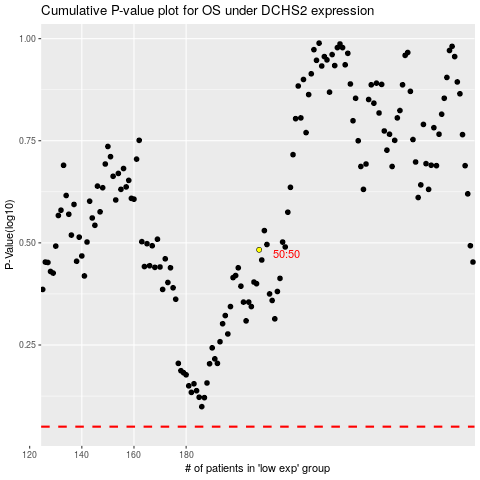 Cumulative P-value plot for OS under DCHS2 expression
P-Value(log10)
1.00
0.75
0.50
0.25
50:50
120 140 160 180
# of patients in 'low exp' group